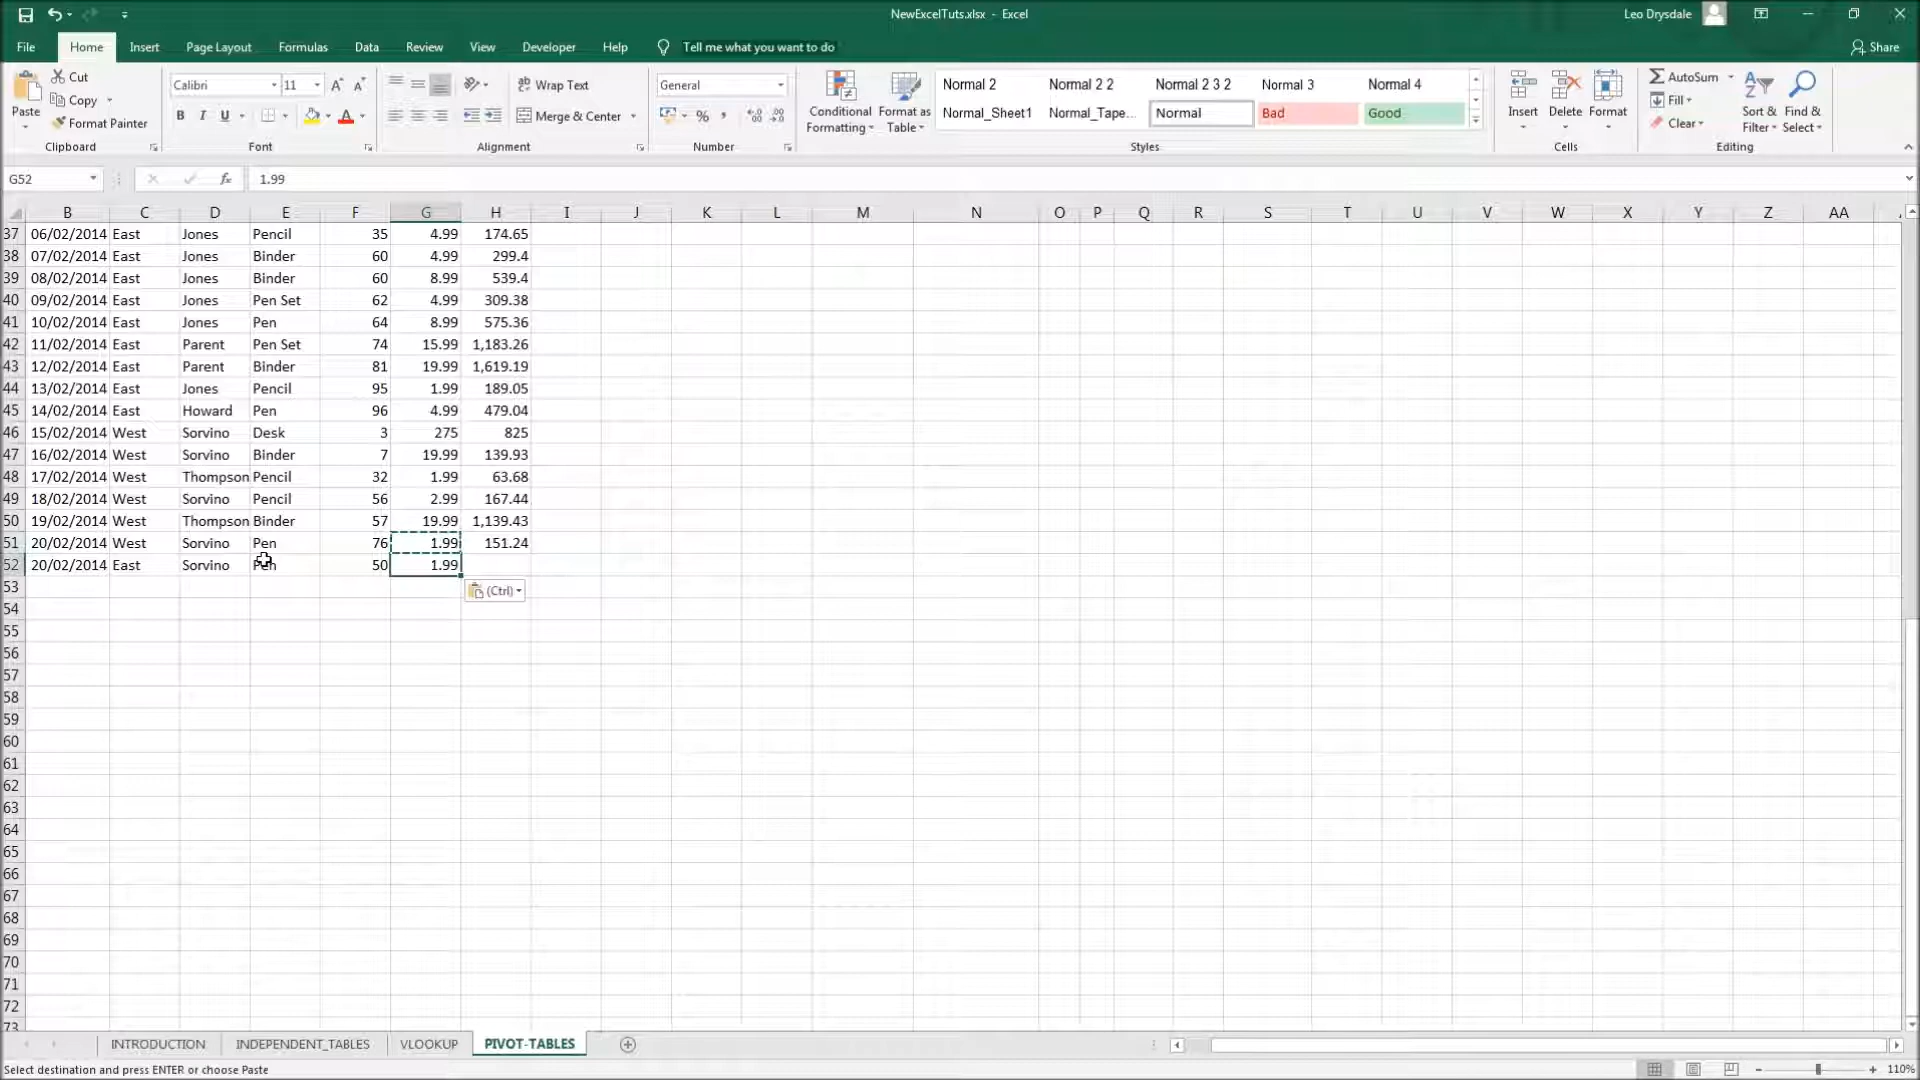 NewExcelTuts.xlsx - Excel
Leo Drysdale
File Home Insert Page Layout Formulas Data Review View Developer Help Tell me what you want to do Share
Paste
Cut
Copy
Format Painter
Clipboard
Calibri 11
B I U
Font
Wrap Text
Merge & Center
Alignment
General
%
Number
Conditional Formatting
Format as Table
Normal 2 Normal 2 2 Normal 2 3 2 Normal 3 Normal 4
Normal_Sheet1 Normal_Tape... Normal Bad Good
Styles
Insert Delete Format
Cells
AutoSum
Fill
Clear
Sort & Filter
Find & Select
Editing
G52 fx 1.99
B C D E F G H I J K L M N O P Q R S T U V W X Y Z AA
37 06/02/2014 East Jones Pencil 35 4.99 174.65
38 07/02/2014 East Jones Binder 60 4.99 299.4
39 08/02/2014 East Jones Binder 60 8.99 539.4
40 09/02/2014 East Jones Pen Set 62 4.99 309.38
41 10/02/2014 East Jones Pen 64 8.99 575.36
42 11/02/2014 East Parent Pen Set 74 15.99 1,183.26
43 12/02/2014 East Parent Binder 81 19.99 1,619.19
44 13/02/2014 East Jones Pencil 95 1.99 189.05
45 14/02/2014 East Howard Pen 96 4.99 479.04
46 15/02/2014 West Sorvino Desk 3 275 825
47 16/02/2014 West Sorvino Binder 7 19.99 139.93
48 17/02/2014 West Thompson Pencil 32 1.99 63.68
49 18/02/2014 West Sorvino Pencil 56 2.99 167.44
50 19/02/2014 West Thompson Binder 57 19.99 1,139.43
51 20/02/2014 West Sorvino Pen 76 1.99 151.24
52 20/02/2014 East Sorvino Pen 50 1.99
53 (Ctrl)
54
55
56
57
58
59
60
61
62
63
64
65
66
67
68
69
70
71
72
73
INTRODUCTION INDEPENDENT_TABLES VLOOKUP PIVOT-TABLES
Select destination and press ENTER or choose Paste
110%